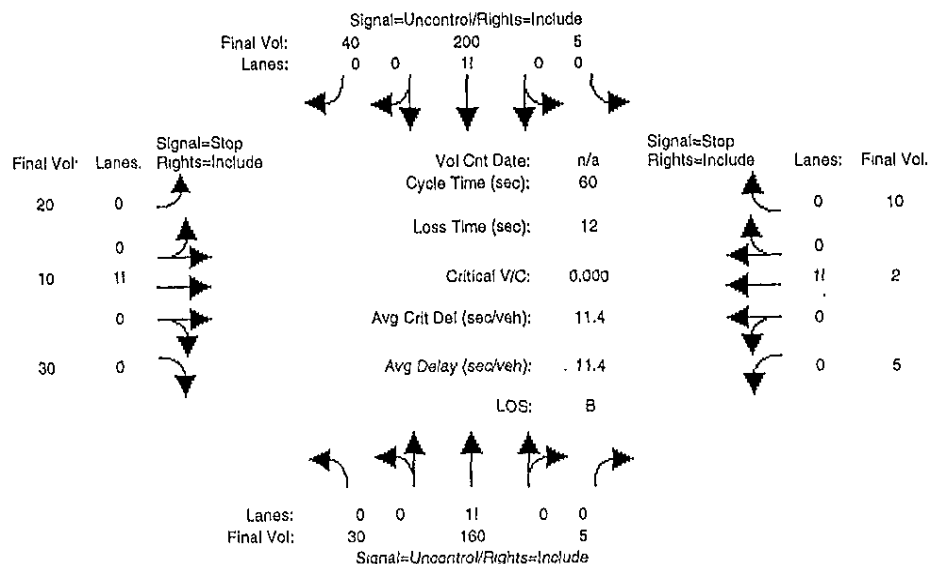 Signal=Uncontrol/Rights=Include
Final Vol: 40 200 5
Lanes: 0 0 1! 0 0
Signal=Stop
Final Vol: Lanes. Rights=Include
20 0
0
10 1!
0
30 0
Vol Cnt Date: n/a
Cycle Time (sec): 60
Loss Time (sec): 12
Critical V/C: 0.000
Avg Crit Del (sec/veh): 11.4
Avg Delay (sec/veh): 11.4
LOS: B
Signal=Stop
Rights=Include Lanes: Final Vol.
0 10
0
1! 2
0
0 5
Lanes: 0 0 1! 0 0
Final Vol: 30 160 5
Signal=Uncontrol/Rights=Include